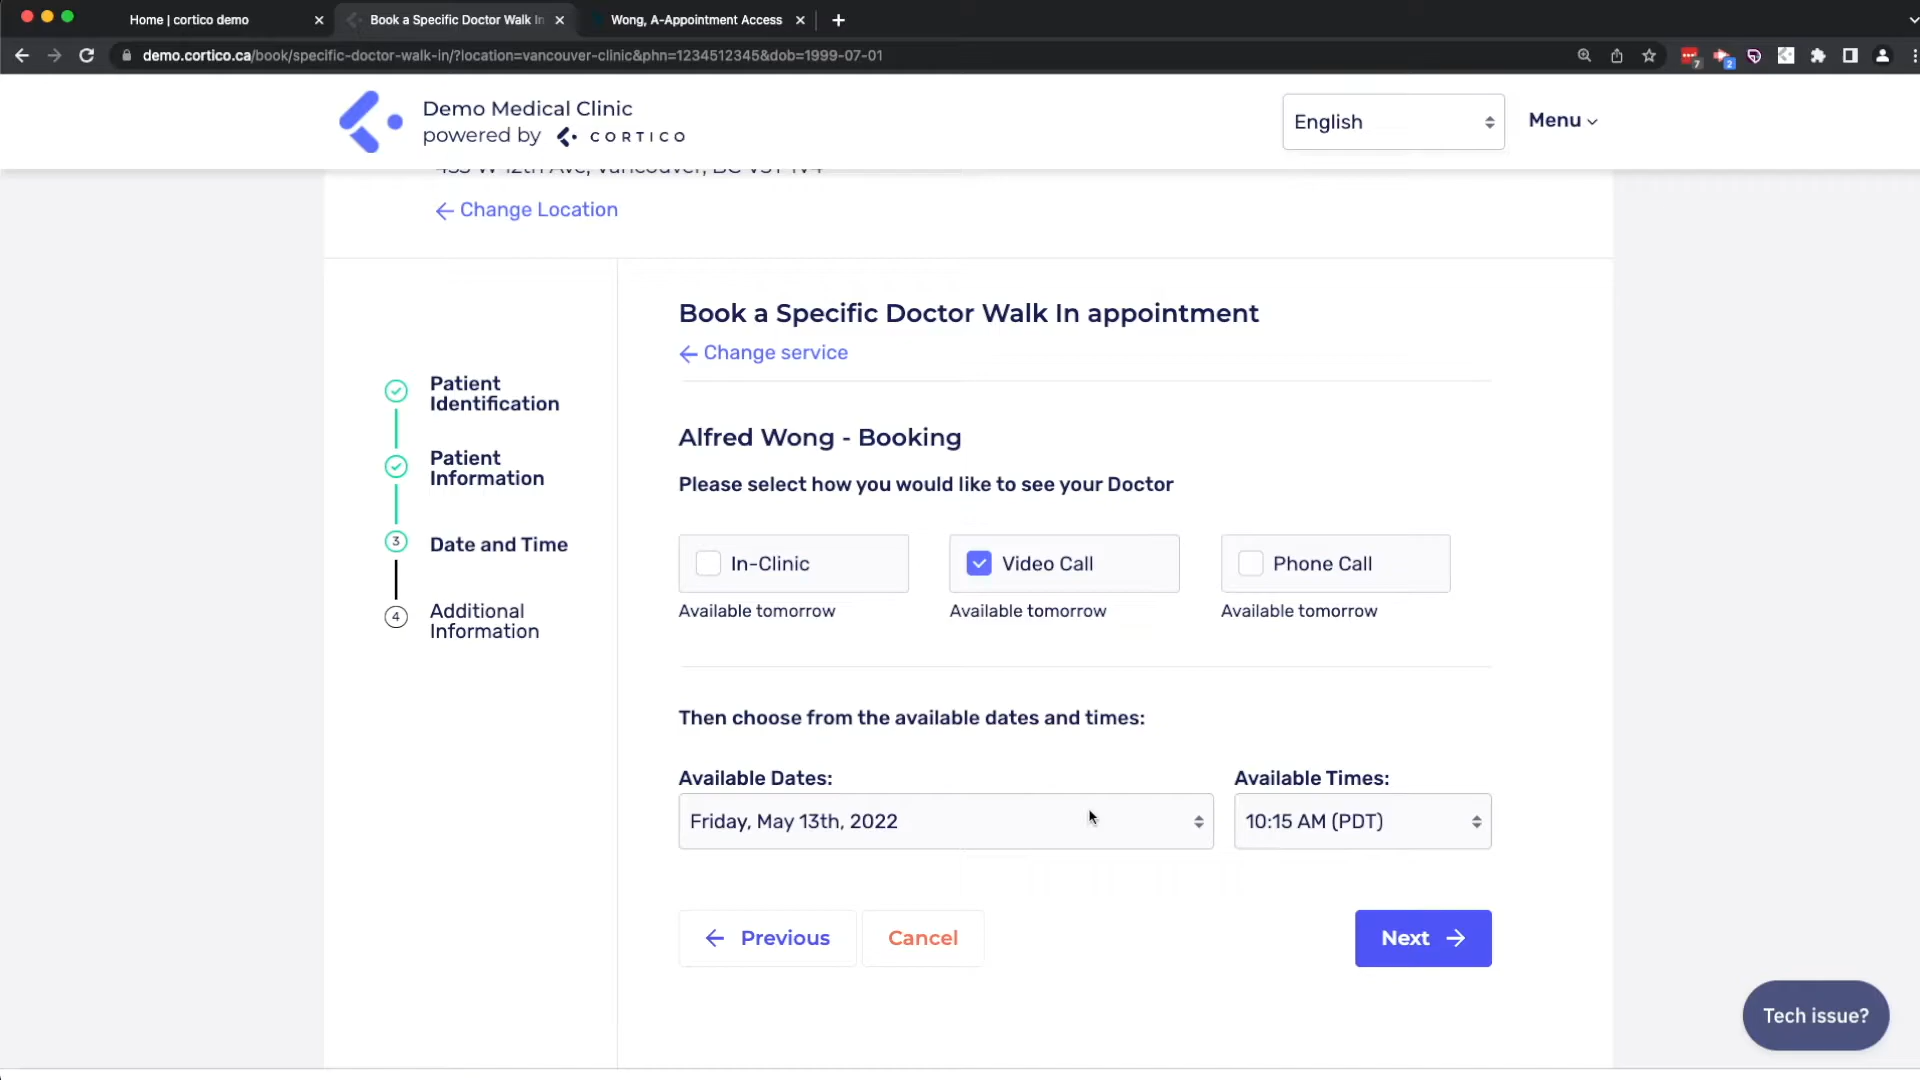 Home | cortico demo
Book a Specific Doctor Walk In
Wong, A-Appointment Access
demo.cortico.ca/book/specific-doctor-walk-in/?location=vancouver-clinic&phn=1234512345&dob=1999-07-01
7
2
Demo Medical Clinic
powered by CORTICO
English
Menu
Change Location
Book a Specific Doctor Walk In appointment
Change service
Patient Identification
Patient Information
3 Date and Time
4 Additional Information
Alfred Wong - Booking
Please select how you would like to see your Doctor
In-Clinic
Video Call
Phone Call
Available tomorrow
Available tomorrow
Available tomorrow
Then choose from the available dates and times:
Available Dates:
Available Times:
Friday, May 13th, 2022
10:15 AM (PDT)
Previous
Cancel
Next
Tech issue?